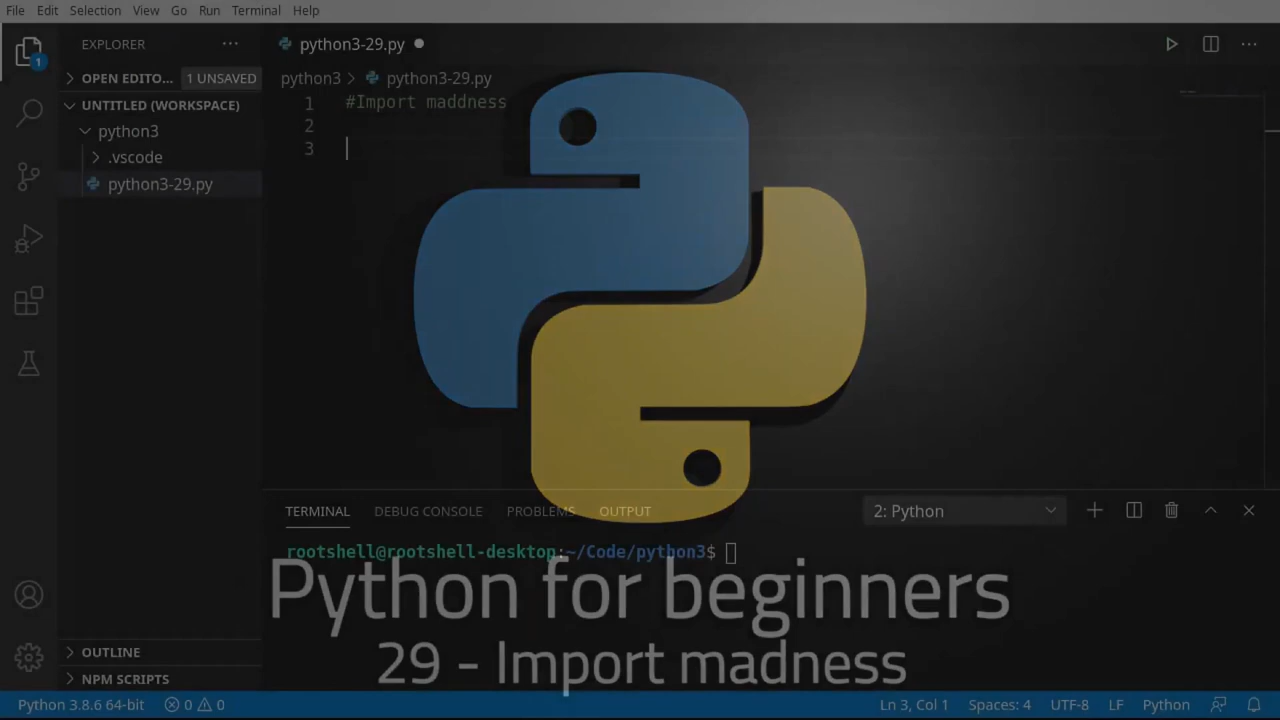 File Edit Selection View Go Run Terminal Help
EXPLORER
OPEN EDITO... 1 UNSAVED
UNTITLED (WORKSPACE)
python3
.vscode
python3-29.py
OUTLINE
NPM SCRIPTS
python3-29.py
python3 > python3-29.py
1 #Import maddness
2
3
TERMINAL DEBUG CONSOLE PROBLEMS OUTPUT 2: Python
rootshell@rootshell-desktop:~/Code/python3$
Python for beginners
29 - Import madness
1
Python 3.8.6 64-bit 0 0 Ln 3, Col 1 Spaces: 4 UTF-8 LF Python